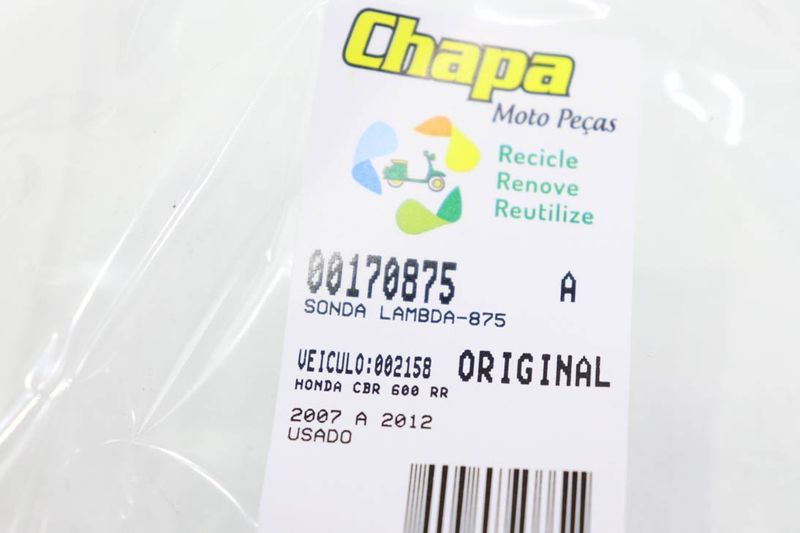 Chapa
Moto Peças
Recicle
Renove
Reutilize
00170875 A
SONDA LAMBDA-875
VEICULO:002158 ORIGINAL
HONDA CBR 600 RR
2007 A 2012
USADO